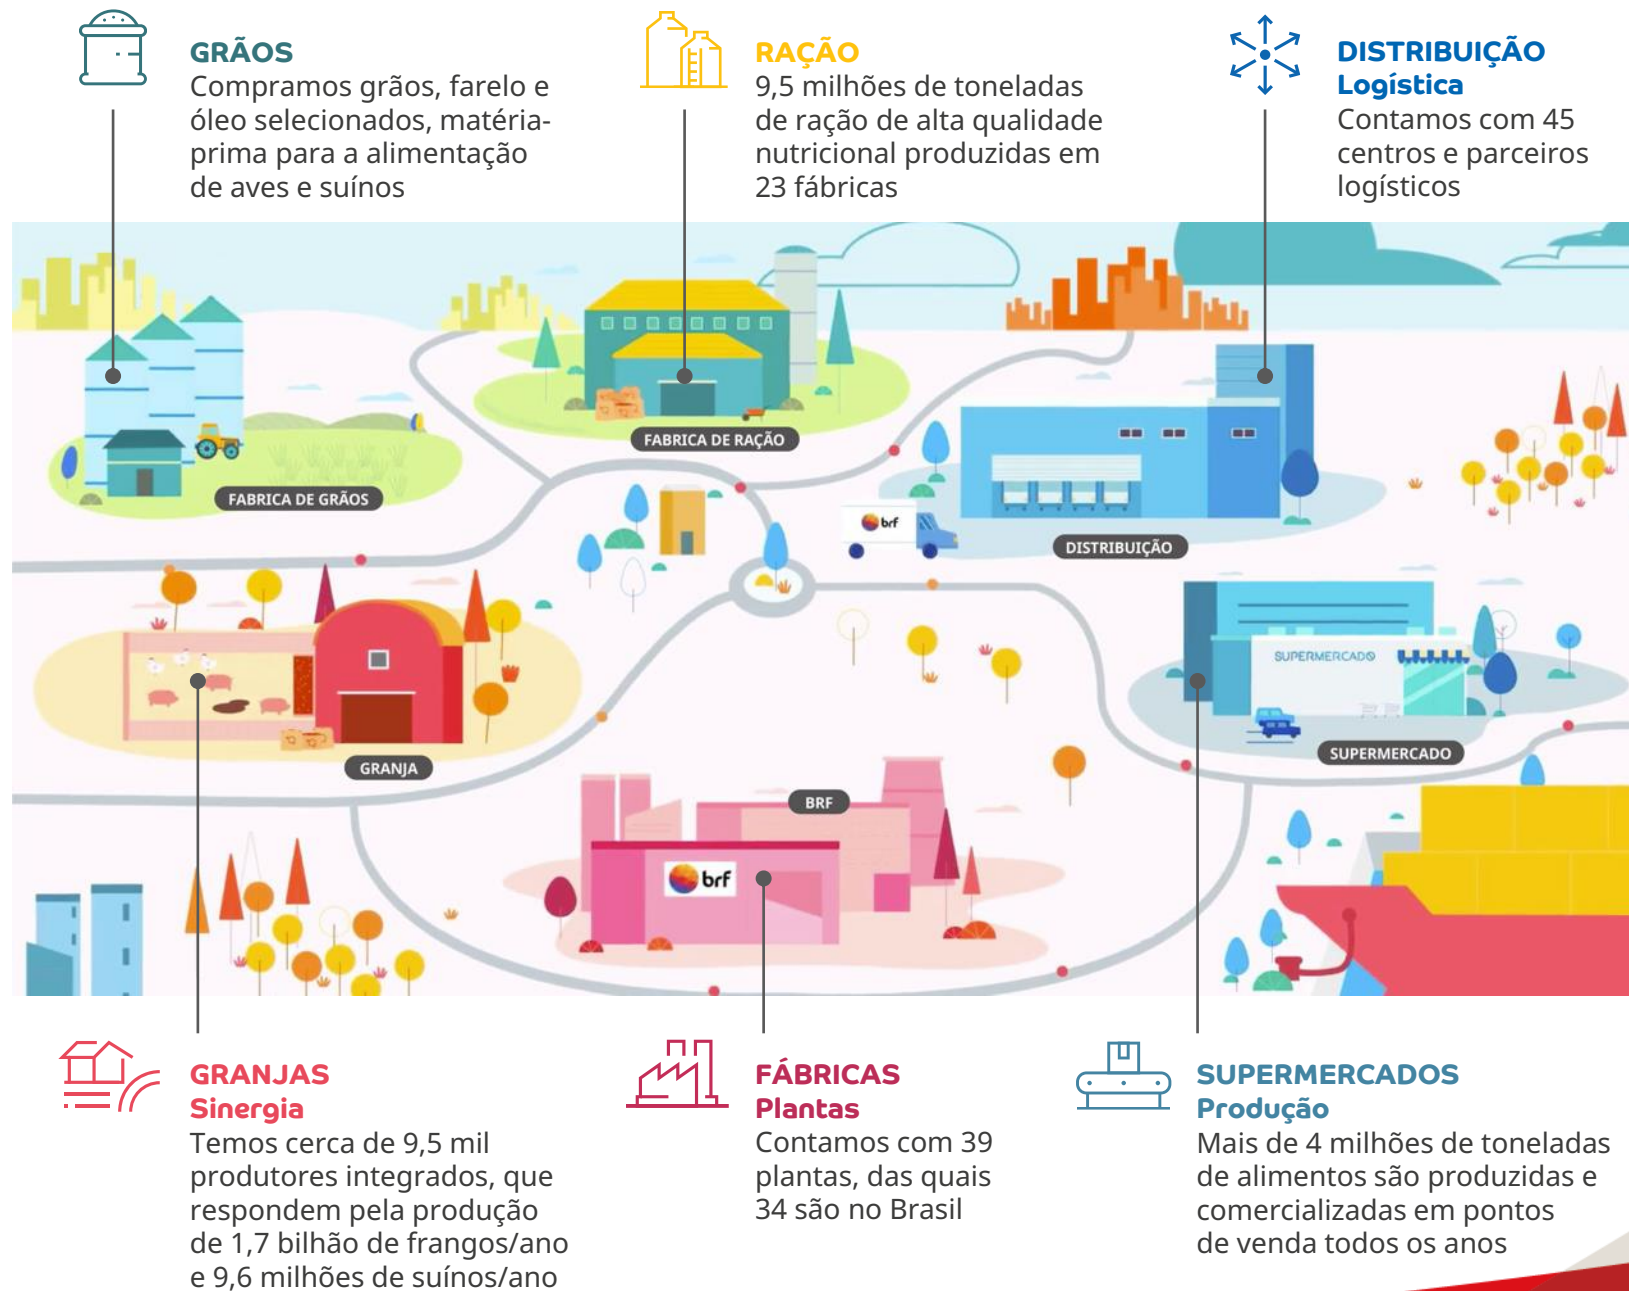 GRÃOS
Compramos grãos, farelo e
óleo selecionados, matéria-
prima para a alimentação
de aves e suínos
RAÇÃO
9,5 milhões de toneladas
de ração de alta qualidade
nutricional produzidas em
23 fábricas
DISTRIBUIÇÃO
Logística
Contamos com 45
centros e parceiros
logísticos
FABRICA DE RAÇÃO
FABRICA DE GRÃOS
brf
DISTRIBUIÇÃO
SUPERMERCADO
GRANJA
SUPERMERCADO
BRF
brf
GRANJAS
Sinergia
Temos cerca de 9,5 mil
produtores integrados, que
respondem pela produção
de 1,7 bilhão de frangos/ano
e 9,6 milhões de suínos/ano
FÁBRICAS
Plantas
Contamos com 39
plantas, das quais
34 são no Brasil
SUPERMERCADOS
Produção
Mais de 4 milhões de toneladas
de alimentos são produzidas e
comercializadas em pontos
de venda todos os anos